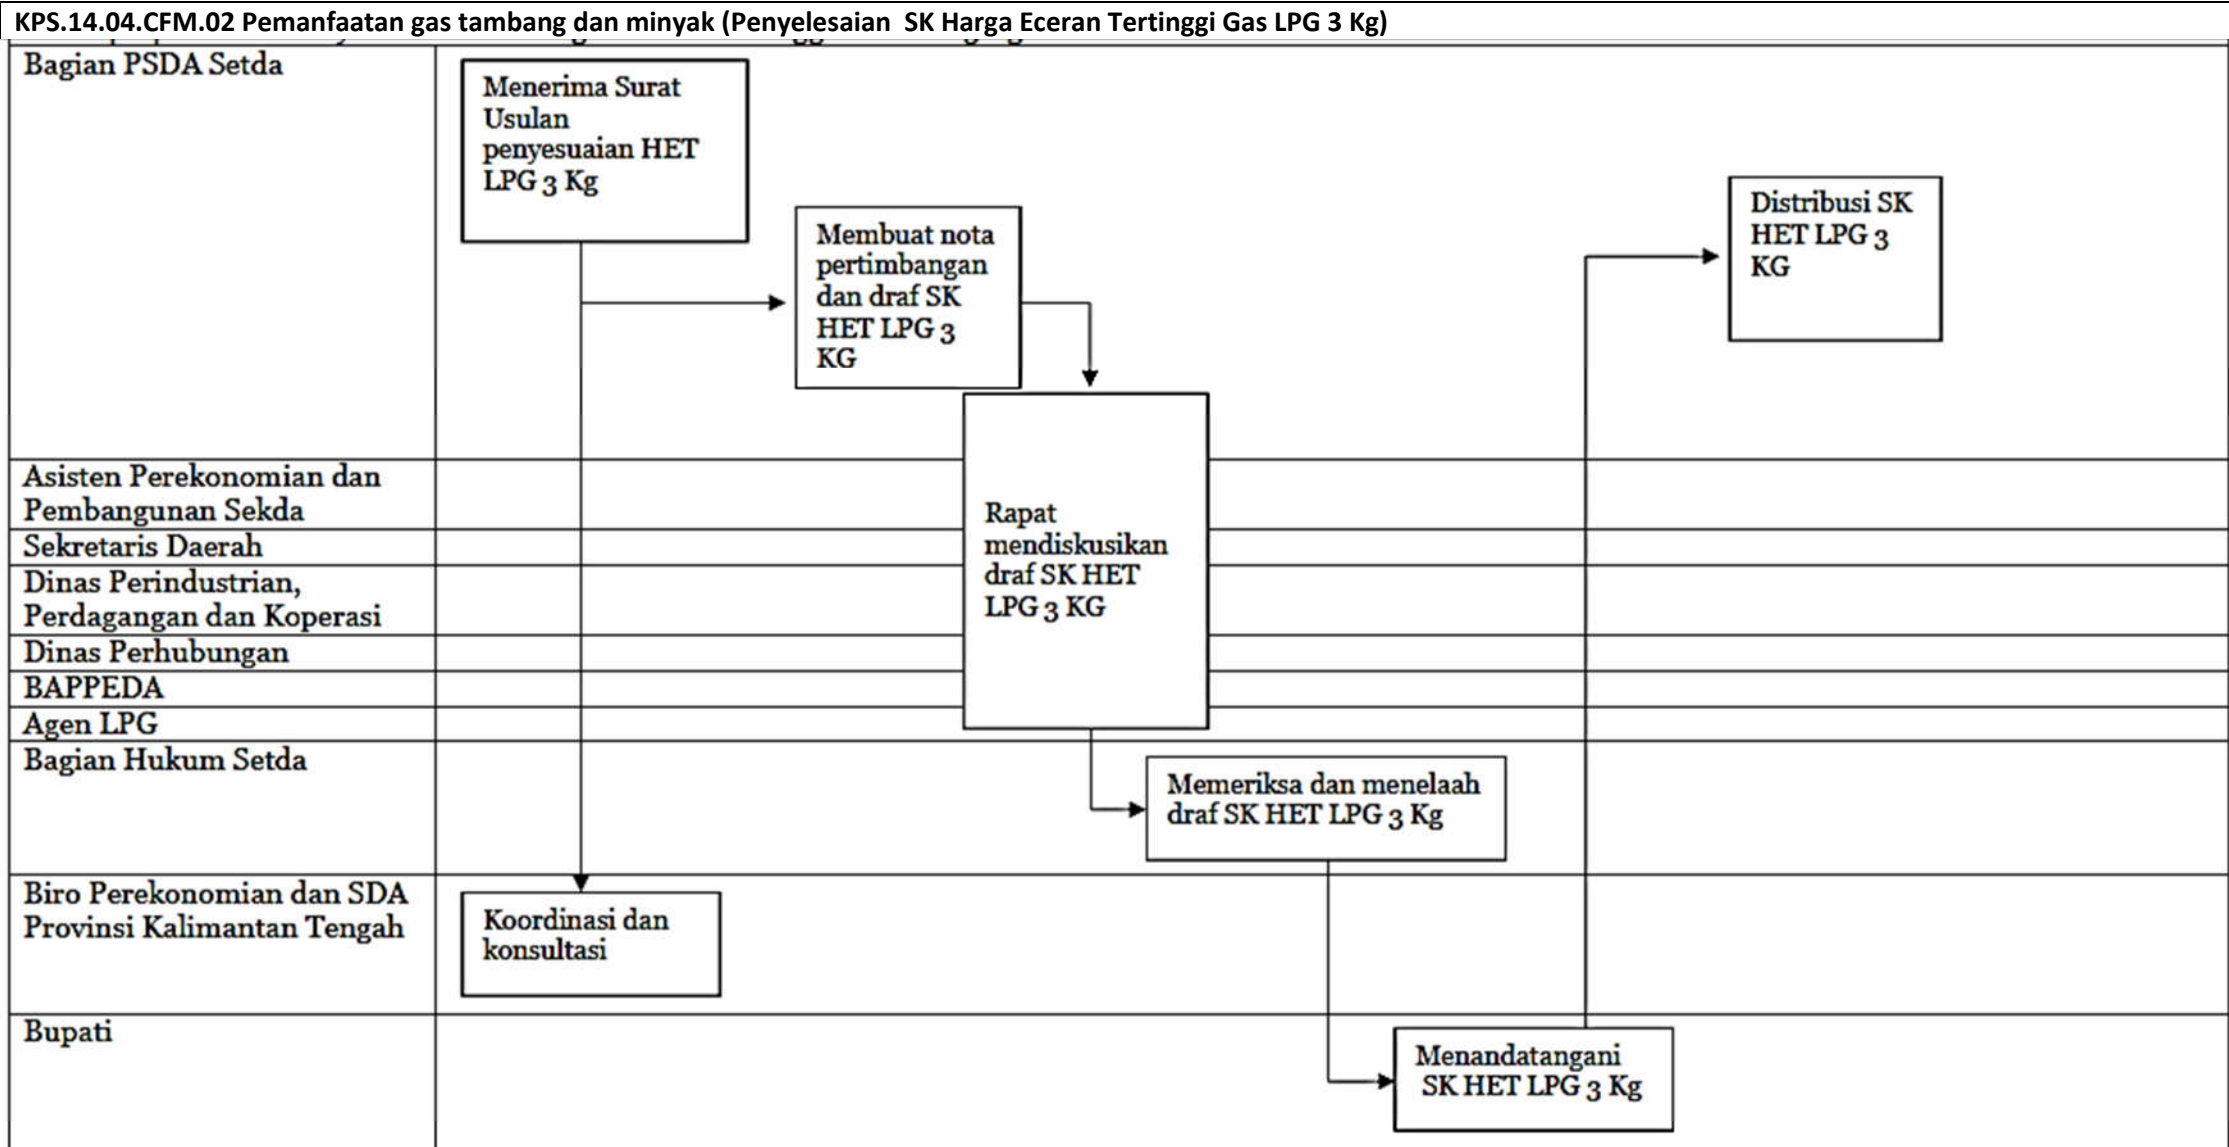 KPS.14.04.CFM.02 Pemanfaatan gas tambang dan minyak (Penyelesaian  SK Harga Eceran Tertinggi Gas LPG 3 Kg)
Bagian PSDA Setda
Menerima Surat
Usulan
penyesuaian HET
LPG 3 Kg
Membuat nota
pertimbangan
dan draf SK
HET LPG 3
KG
Distribusi SK
HET LPG 3
KG
Asisten Perekonomian dan
Pembangunan Sekda
Sekretaris Daerah
Dinas Perindustrian,
Perdagangan dan Koperasi
Dinas Perhubungan
BAPPEDA
Agen LPG
Rapat
mendiskusikan
draf SK HET
LPG 3 KG
Bagian Hukum Setda
Memeriksa dan menelaah
draf SK HET LPG 3 Kg
Biro Perekonomian dan SDA
Provinsi Kalimantan Tengah
Koordinasi dan
konsultasi
Bupati
Menandatangani
SK HET LPG 3 Kg